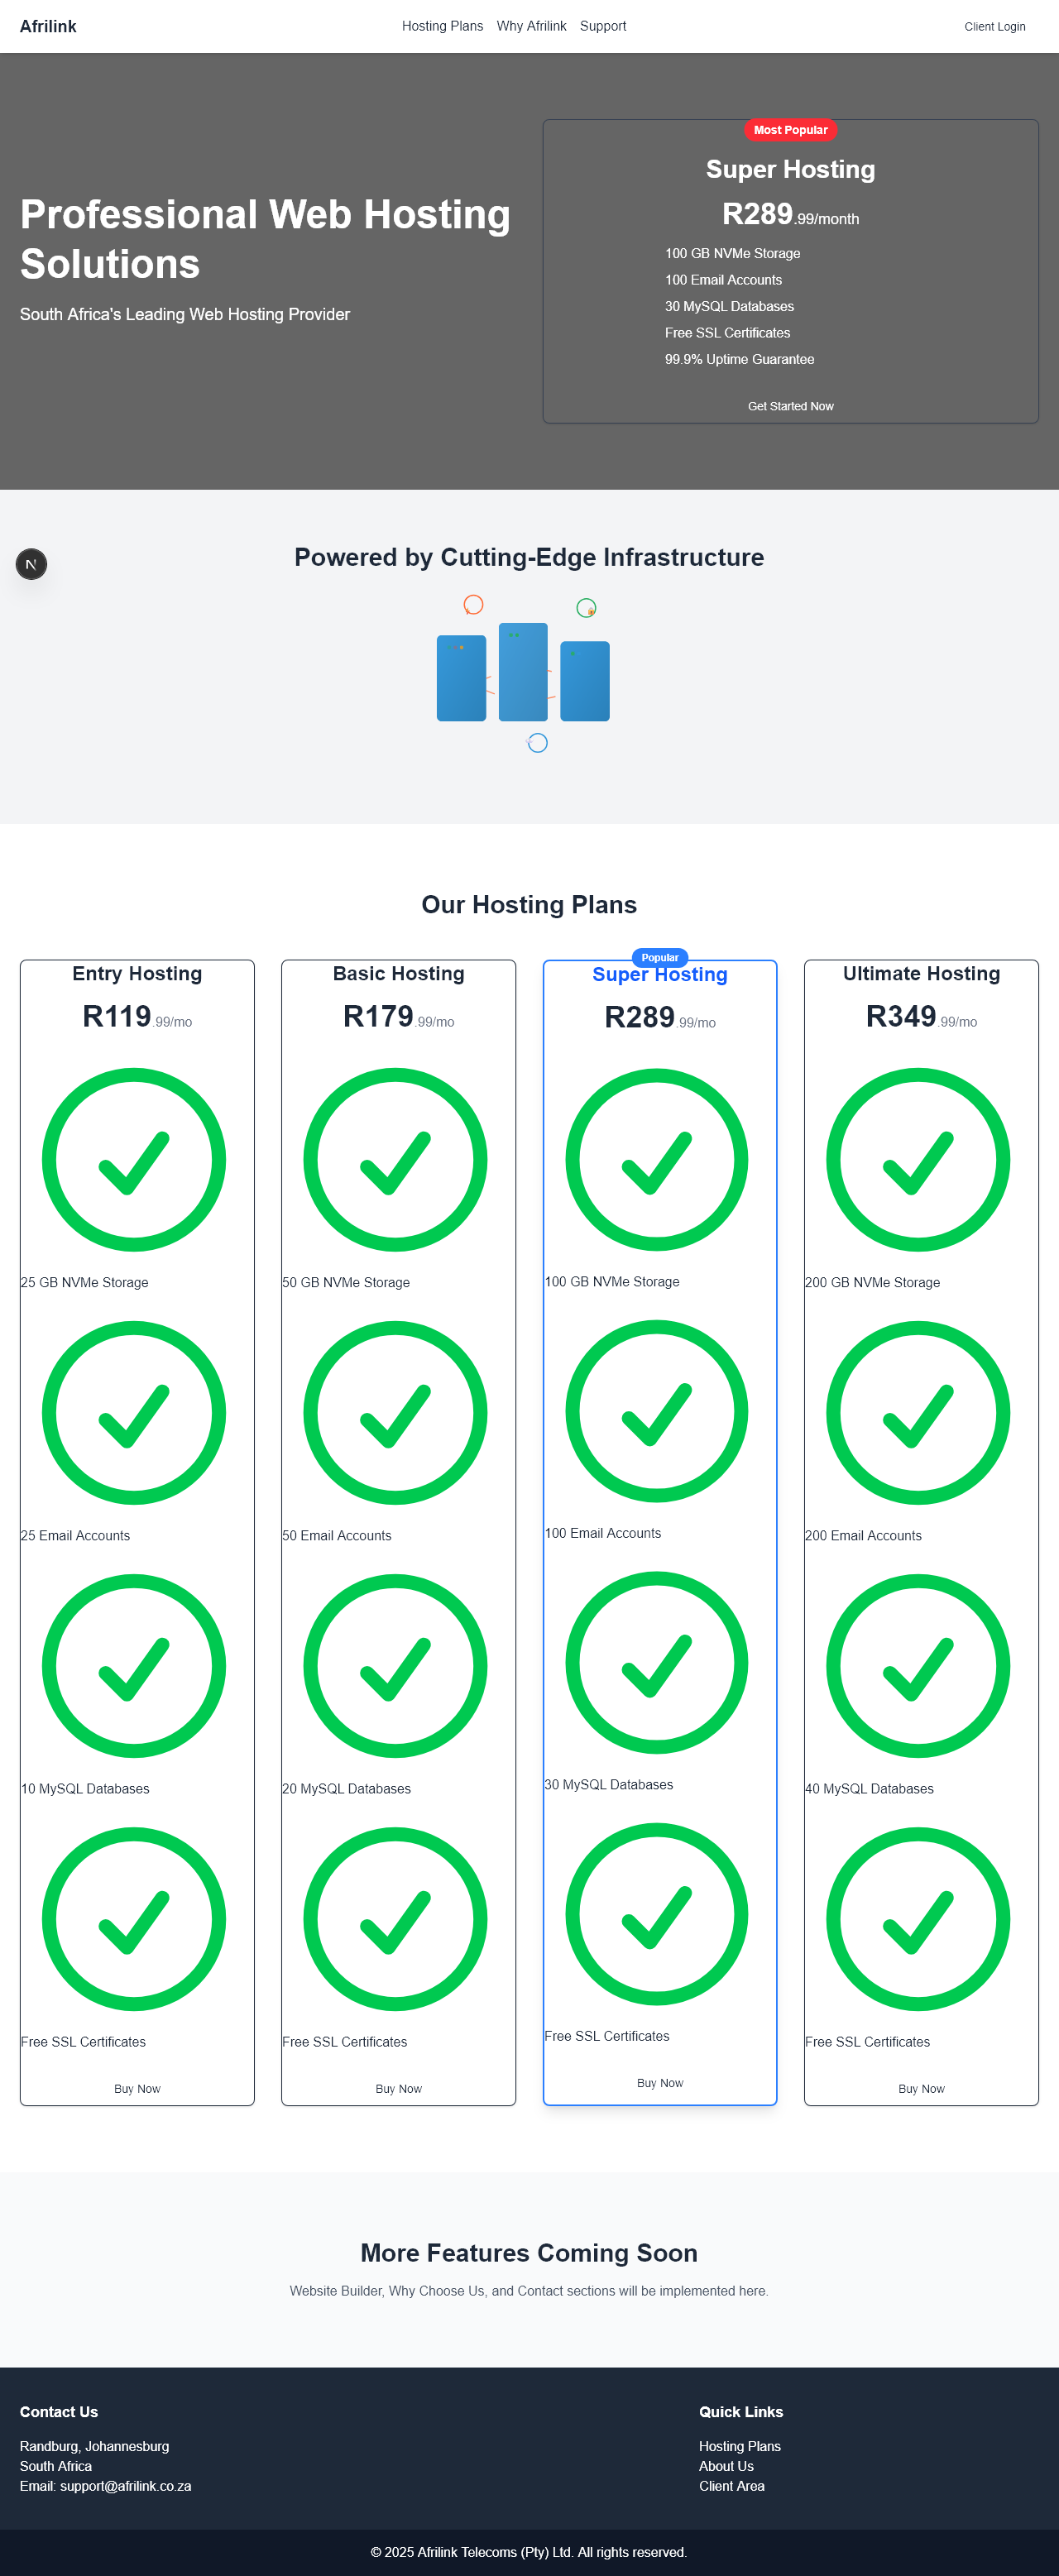 Afrilink
Hosting Plans Why Afrilink Support
Client Login
Professional Web Hosting
Solutions
South Africa's Leading Web Hosting Provider
Most Popular
Super Hosting
R289.99/month
100 GB NVMe Storage
100 Email Accounts
30 MySQL Databases
Free SSL Certificates
99.9% Uptime Guarantee
Get Started Now
N
Powered by Cutting-Edge Infrastructure
Our Hosting Plans
Entry Hosting
R119.99/mo
25 GB NVMe Storage
25 Email Accounts
10 MySQL Databases
Free SSL Certificates
Buy Now
Basic Hosting
R179.99/mo
50 GB NVMe Storage
50 Email Accounts
20 MySQL Databases
Free SSL Certificates
Buy Now
Popular
Super Hosting
R289.99/mo
100 GB NVMe Storage
100 Email Accounts
30 MySQL Databases
Free SSL Certificates
Buy Now
Ultimate Hosting
R349.99/mo
200 GB NVMe Storage
200 Email Accounts
40 MySQL Databases
Free SSL Certificates
Buy Now
More Features Coming Soon
Website Builder, Why Choose Us, and Contact sections will be implemented here.
Contact Us
Randburg, Johannesburg
South Africa
Email: support@afrilink.co.za
Quick Links
Hosting Plans
About Us
Client Area
© 2025 Afrilink Telecoms (Pty) Ltd. All rights reserved.